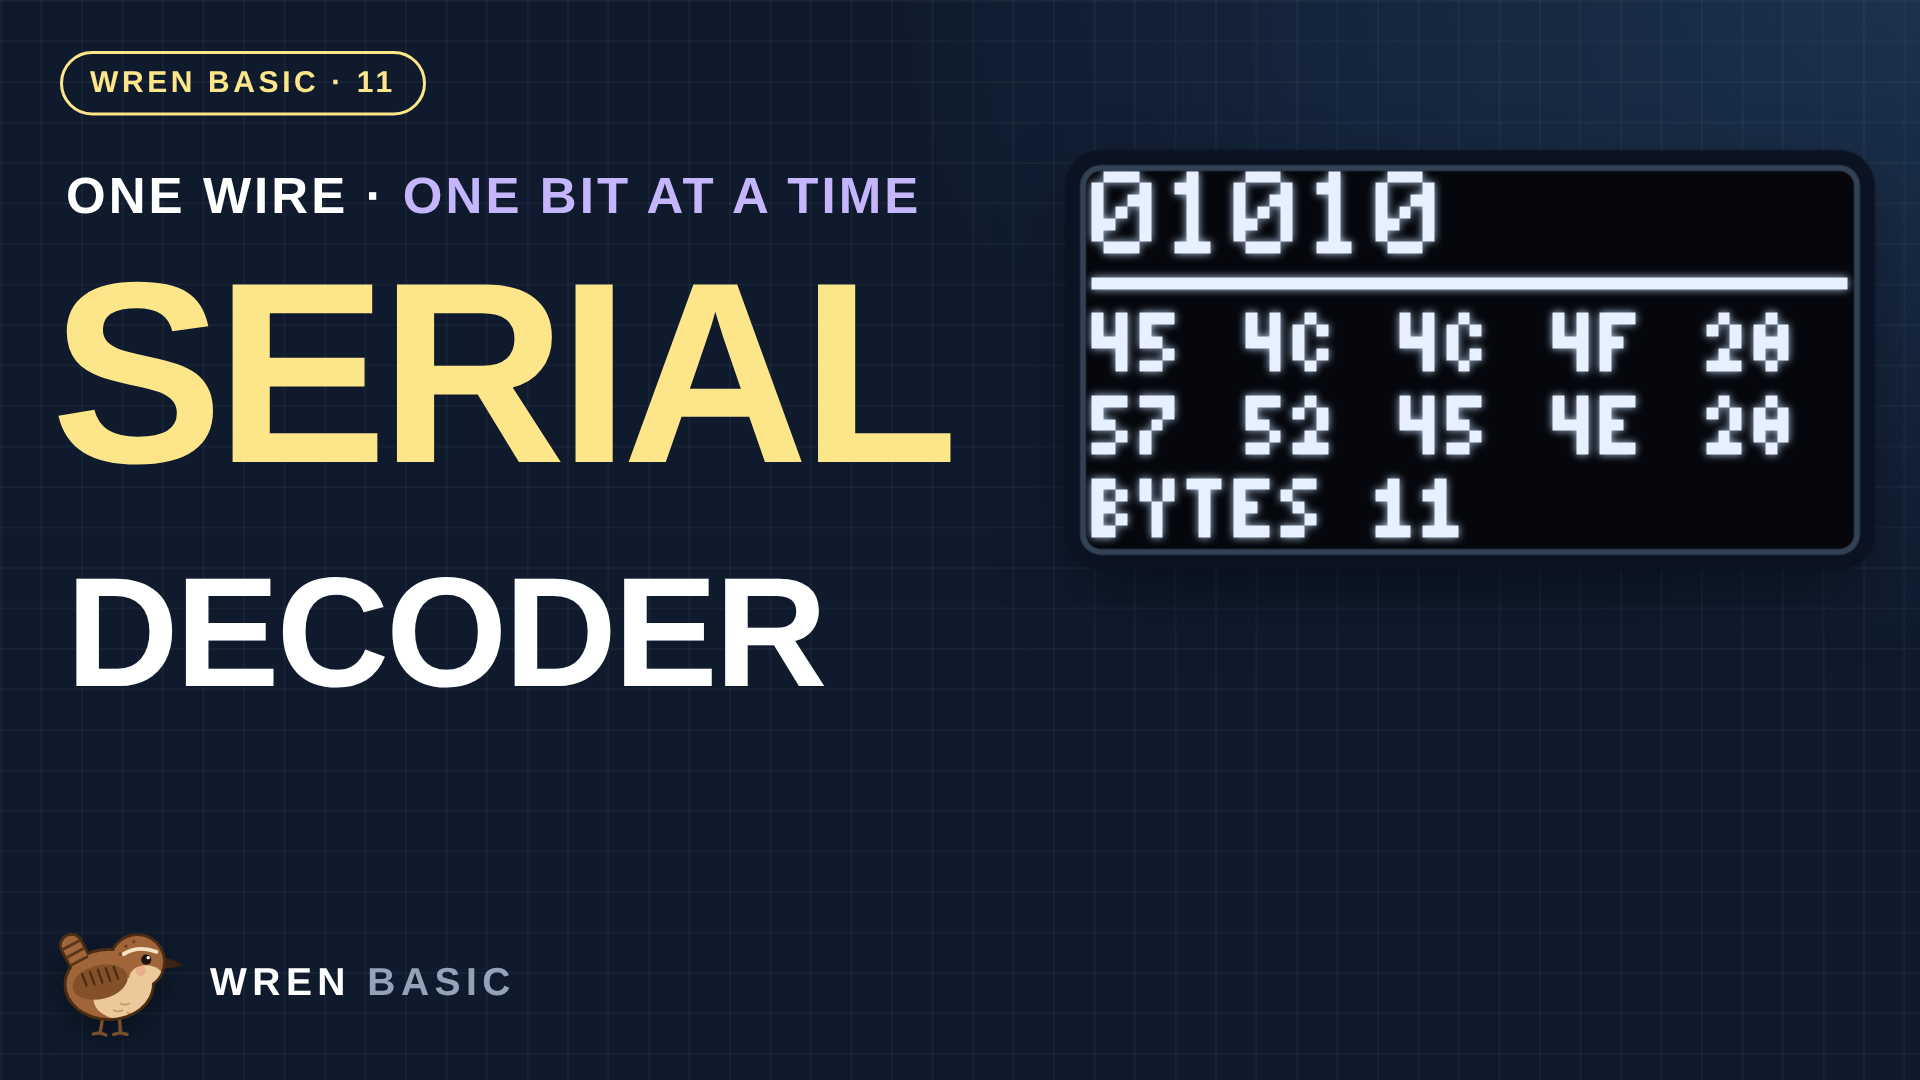 WREN BASIC · 11
ONE WIRE · ONE BIT AT A TIME
SERIAL
DECODER
01010
45 4C 4C 4F 20
57 52 45 4E 20
BYTES 11
WREN BASIC